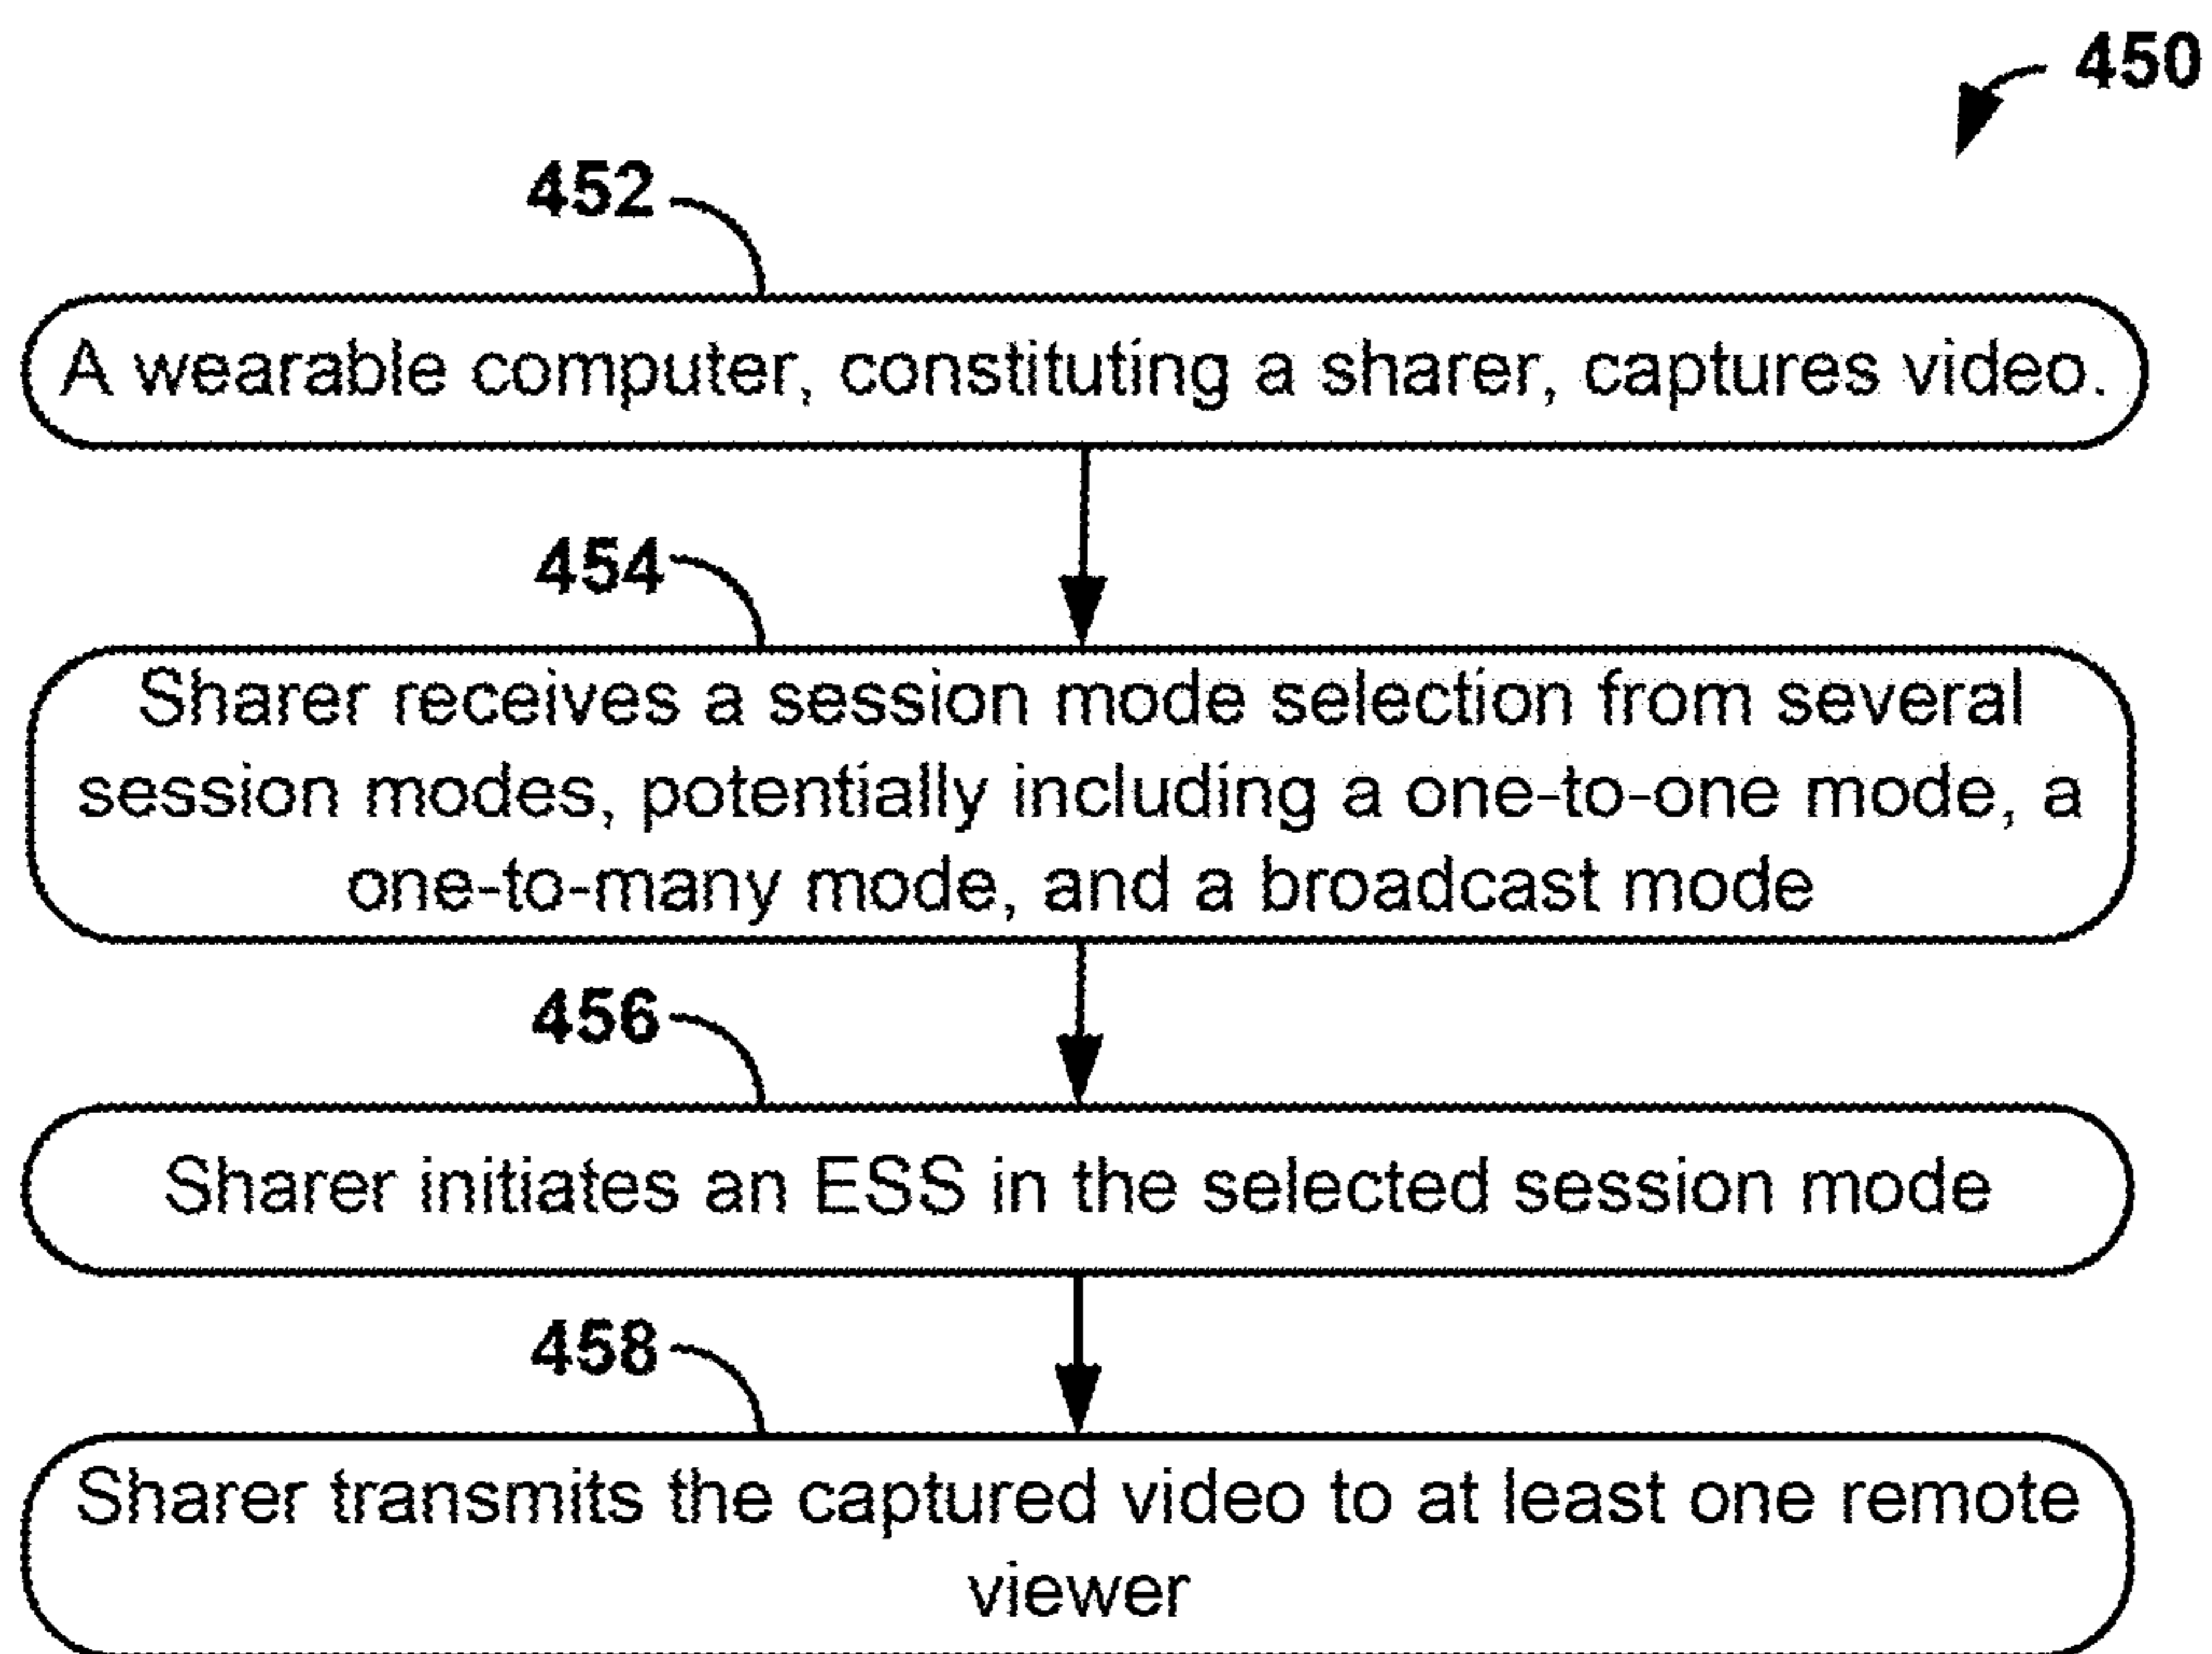 450
452
A wearable computer, constituting a sharer, captures video.
454
Sharer receives a session mode selection from several
session modes, potentially including a one-to-one mode, a
one-to-many mode, and a broadcast mode
456
Sharer initiates an ESS in the selected session mode
458
Sharer transmits the captured video to at least one remote
viewer